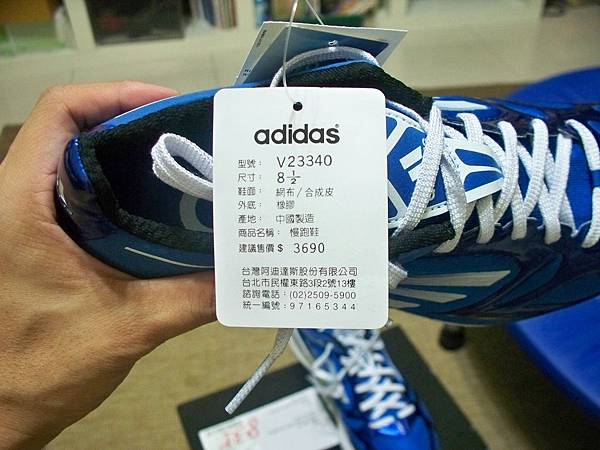 adidas
型號： V23340
尺寸： 8 1/2
鞋面： 網布/合成皮
外底： 橡膠
產地： 中國製造
商品名稱： 慢跑鞋
建議售價 $ 3690
台灣阿迪達斯股份有限公司
台北市民權東路3段2號13樓
諮詢電話：(02)2509-5900
統一編號：97165344